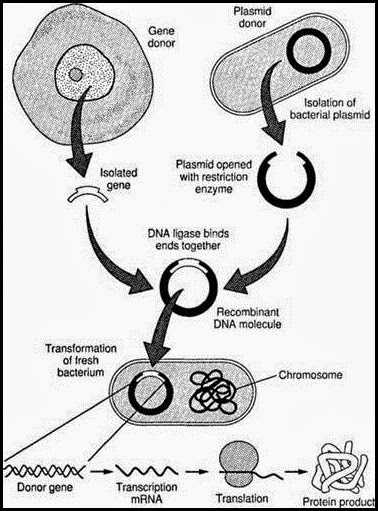 Gene
donor
Plasmid
donor
Isolation of
bacterial plasmid
Isolated
gene
Plasmid opened
with restriction
enzyme
DNA ligase binds
ends together
Recombinant
DNA molecule
Transformation
of fresh
bacterium
Chromosome
Donor gene
Transcription
mRNA
Translation
Protein product